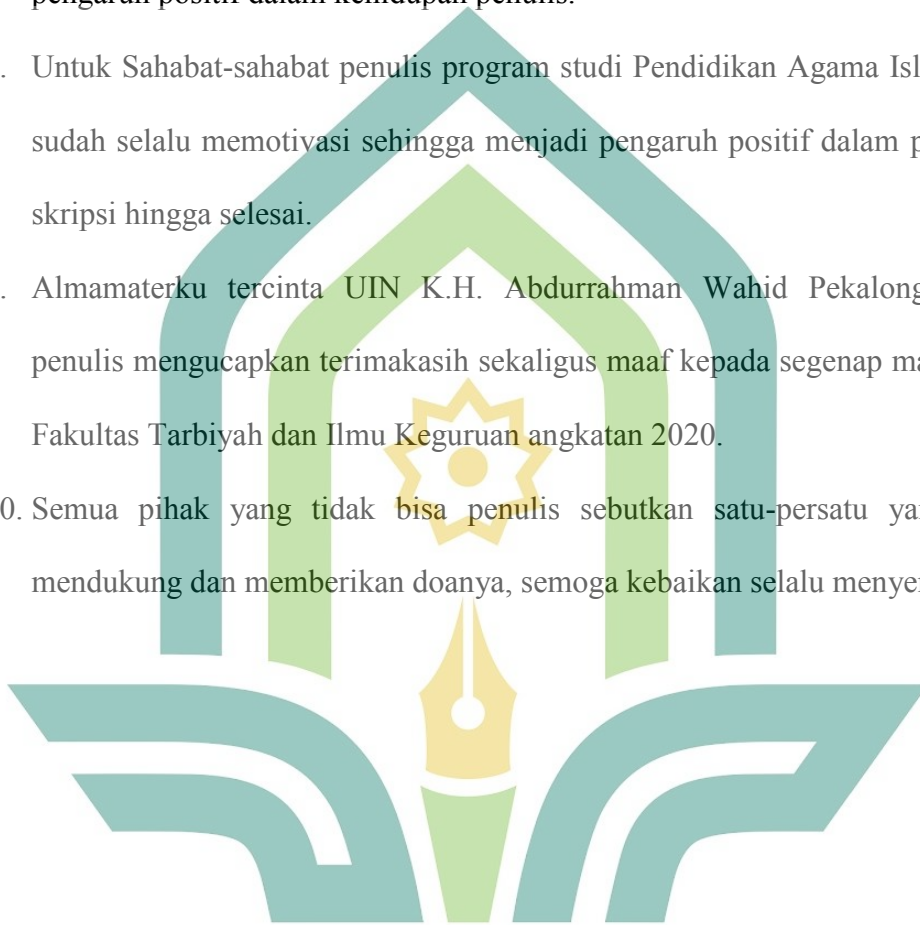 pengaruh positif dalam kehidupan penulis.
. Untuk Sahabat-sahabat penulis program studi Pendidikan Agama Isl
sudah selalu memotivasi sehingga menjadi pengaruh positif dalam p
skripsi hingga selesai.
. Almamaterku tercinta UIN K.H. Abdurrahman Wahid Pekalong
penulis mengucapkan terimakasih sekaligus maaf kepada segenap ma
Fakultas Tarbiyah dan Ilmu Keguruan angkatan 2020.
0. Semua pihak yang tidak bisa penulis sebutkan satu-persatu ya
mendukung dan memberikan doanya, semoga kebaikan selalu menye